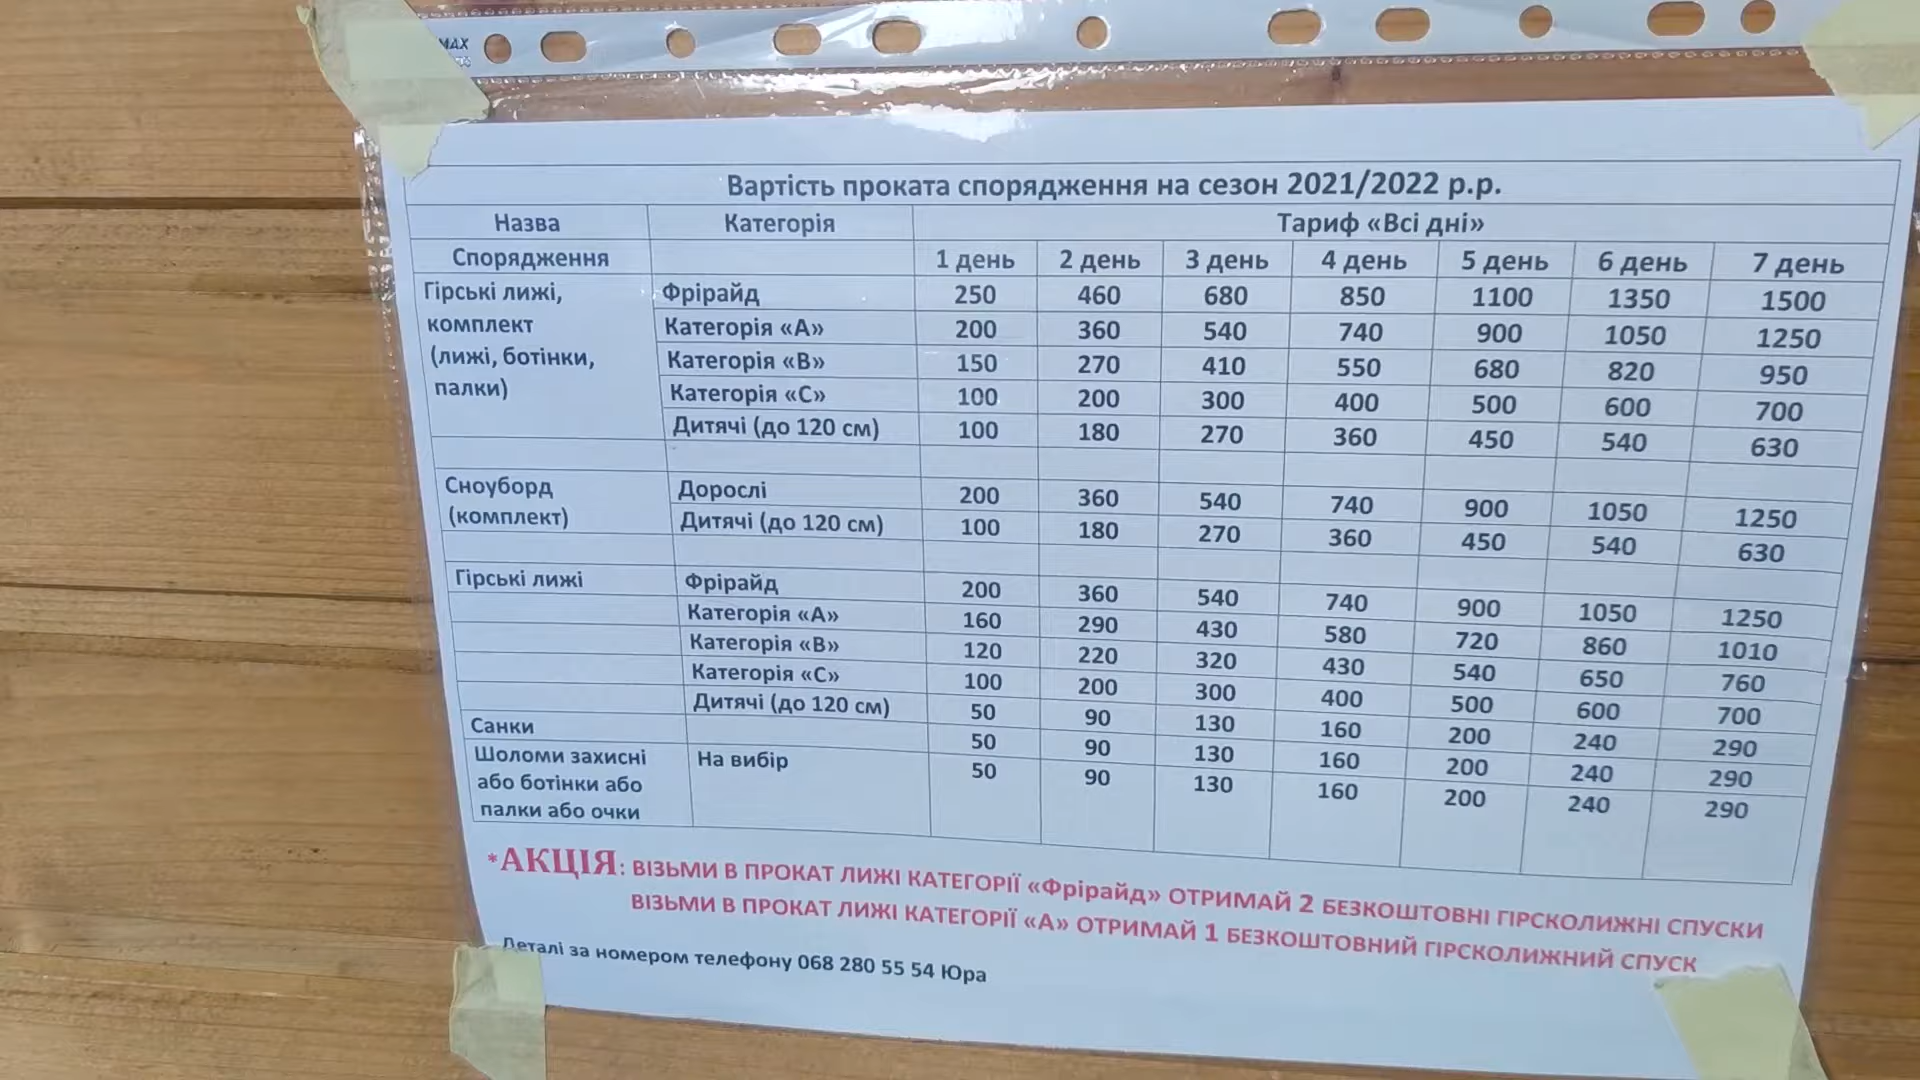 MAX
Вартість проката спорядження на сезон 2021/2022 р.р.
Назва Категорія Тариф «Всі дні»
Спорядження 1 день 2 день 3 день 4 день 5 день 6 день 7 день
Гірські лижі, Фрірайд 250 460 680 850 1100 1350 1500
комплект Категорія «А» 200 360 540 740 900 1050 1250
(лижі, ботінки, Категорія «В» 150 270 410 550 680 820 950
палки) Категорія «С» 100 200 300 400 500 600 700
Дитячі (до 120 см) 100 180 270 360 450 540 630
Сноуборд Дорослі 200 360 540 740 900 1050 1250
(комплект) Дитячі (до 120 см) 100 180 270 360 450 540 630
Гірські лижі Фрірайд 200 360 540 740 900 1050 1250
Категорія «А» 160 290 430 580 720 860 1010
Категорія «В» 120 220 320 430 540 650 760
Категорія «С» 100 200 300 400 500 600 700
Дитячі (до 120 см) 50 90 130 160 200 240 290
Санки 50 90 130 160 200 240 290
Шоломи захисні На вибір 50 90 130 160 200 240 290
або ботінки або
палки або очки
*АКЦІЯ: ВІЗЬМИ В ПРОКАТ ЛИЖІ КАТЕГОРІЇ «Фрірайд» ОТРИМАЙ 2 БЕЗКОШТОВНІ ГІРСКОЛИЖНІ СПУСКИ
ВІЗЬМИ В ПРОКАТ ЛИЖІ КАТЕГОРІЇ «А» ОТРИМАЙ 1 БЕЗКОШТОВНИЙ ГІРСКОЛИЖНИЙ СПУСК
Деталі за номером телефону 068 280 55 54 Юра